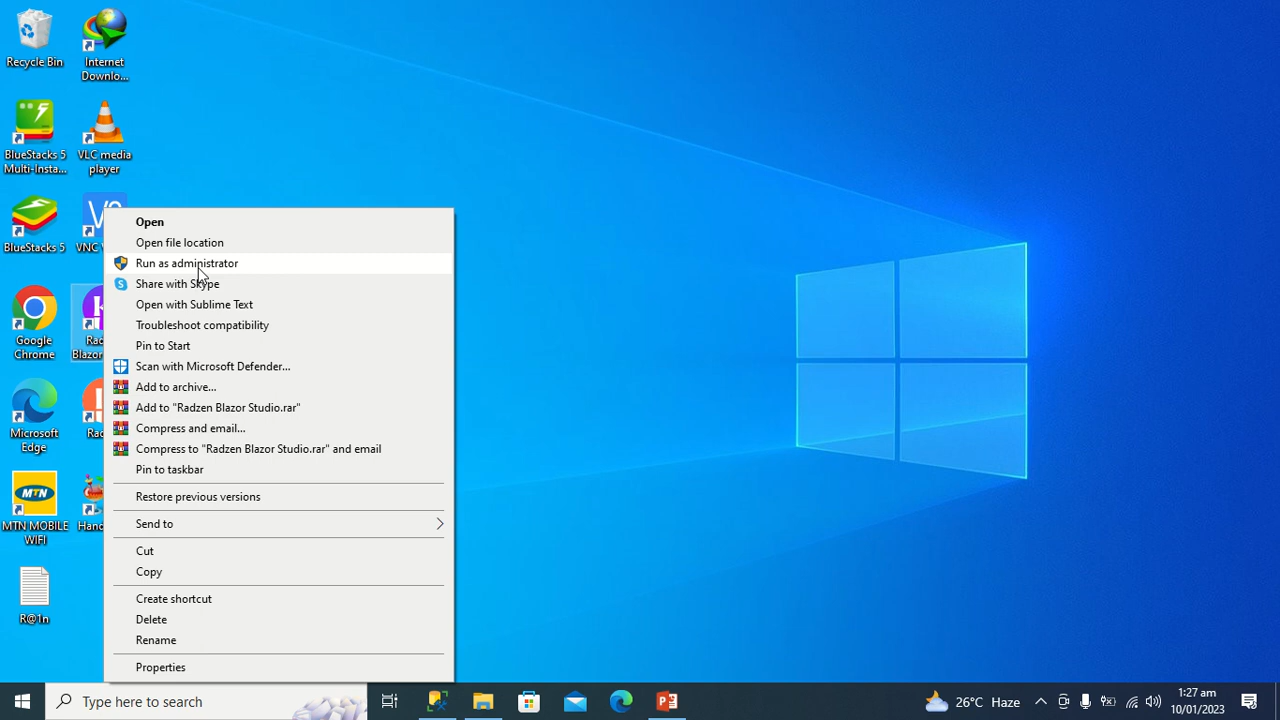 Recycle Bin
Internet
Downlo...
BlueStacks 5
Multi-Insta...
VLC media
player
BlueStacks 5
VNC
Google
Chrome
Microsoft
Edge
MTN
MTN MOBILE
WIFI
R@1n
Open
Open file location
Run as administrator
Share with Skype
Open with Sublime Text
Troubleshoot compatibility
Pin to Start
Scan with Microsoft Defender...
Add to archive...
Add to "Radzen Blazor Studio.rar"
Compress and email...
Compress to "Radzen Blazor Studio.rar" and email
Pin to taskbar
Restore previous versions
Send to
Cut
Copy
Create shortcut
Delete
Rename
Properties
Type here to search
26°C Haze
1:27 am
10/01/2023